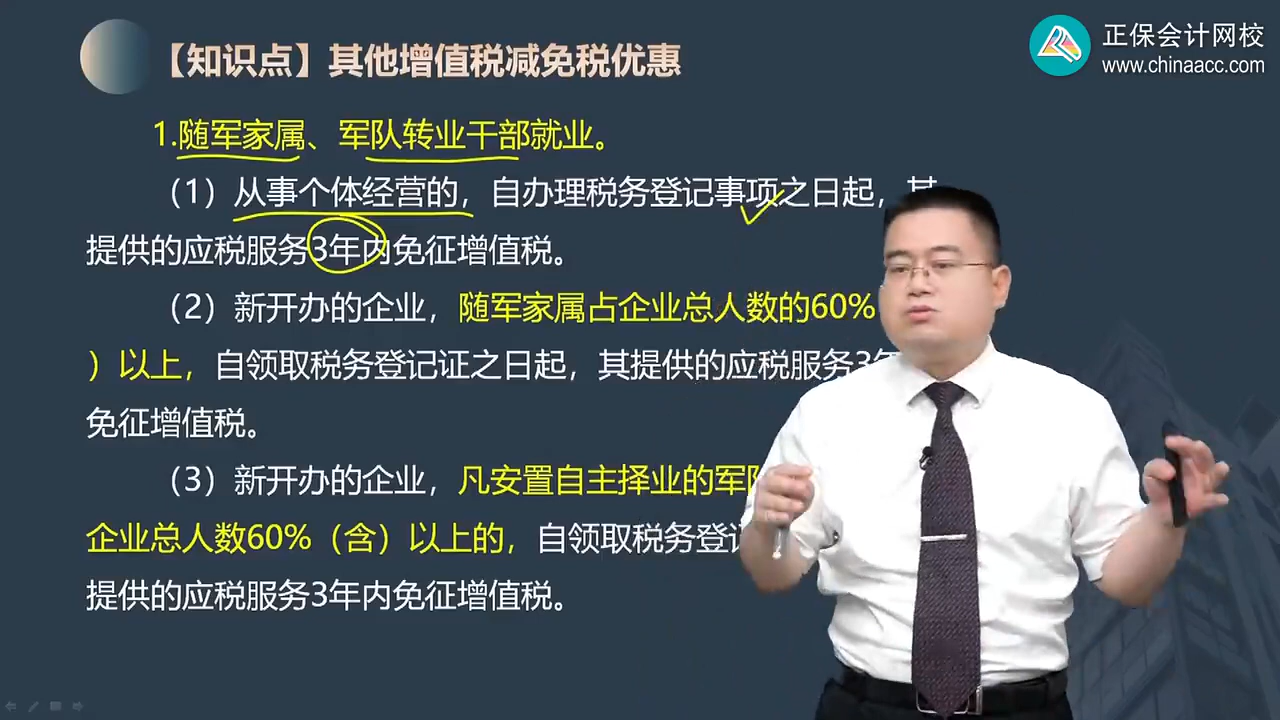 【知识点】其他增值税减免税优惠
正保会计网校
www.chinaacc.com
1.随军家属、军队转业干部就业。
（1）从事个体经营的，自办理税务登记事项之日起，其
提供的应税服务3年内免征增值税。
（2）新开办的企业，随军家属占企业总人数的60%
）以上，自领取税务登记证之日起，其提供的应税服务3年
免征增值税。
（3）新开办的企业，凡安置自主择业的军队
企业总人数60%（含）以上的，自领取税务登记
提供的应税服务3年内免征增值税。